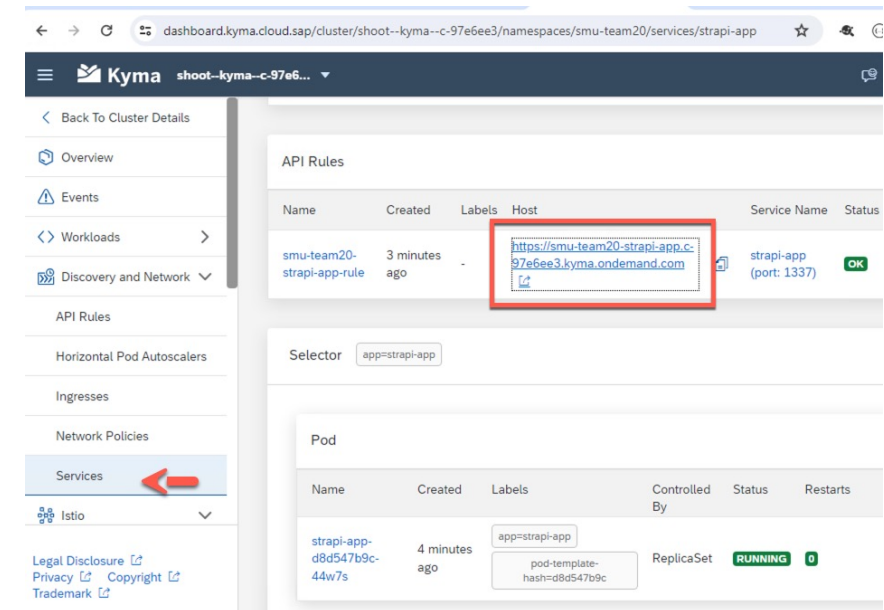 dashboard.kyma.cloud.sap/cluster/shoot--kyma--c-97e6ee3/namespaces/smu-team20/services/strapi-app
Kyma shoot--kyma--c-97e6...
Back To Cluster Details
Overview
Events
Workloads
Discovery and Network
API Rules
Horizontal Pod Autoscalers
Ingresses
Network Policies
Services
Istio
Legal Disclosure
Privacy Copyright
Trademark
API Rules
Name Created Labels Host Service Name Status
smu-team20-
strapi-app-rule
3 minutes
ago
-
https://smu-team20-strapi-app.c-
97e6ee3.kyma.ondemand.com
strapi-app
(port: 1337)
OK
Selector app=strapi-app
Pod
Name Created Labels Controlled
By
Status Restarts
strapi-app-
d8d547b9c-
44w7s
4 minutes
ago
app=strapi-app
pod-template-
hash=d8d547b9c
ReplicaSet
RUNNING
0